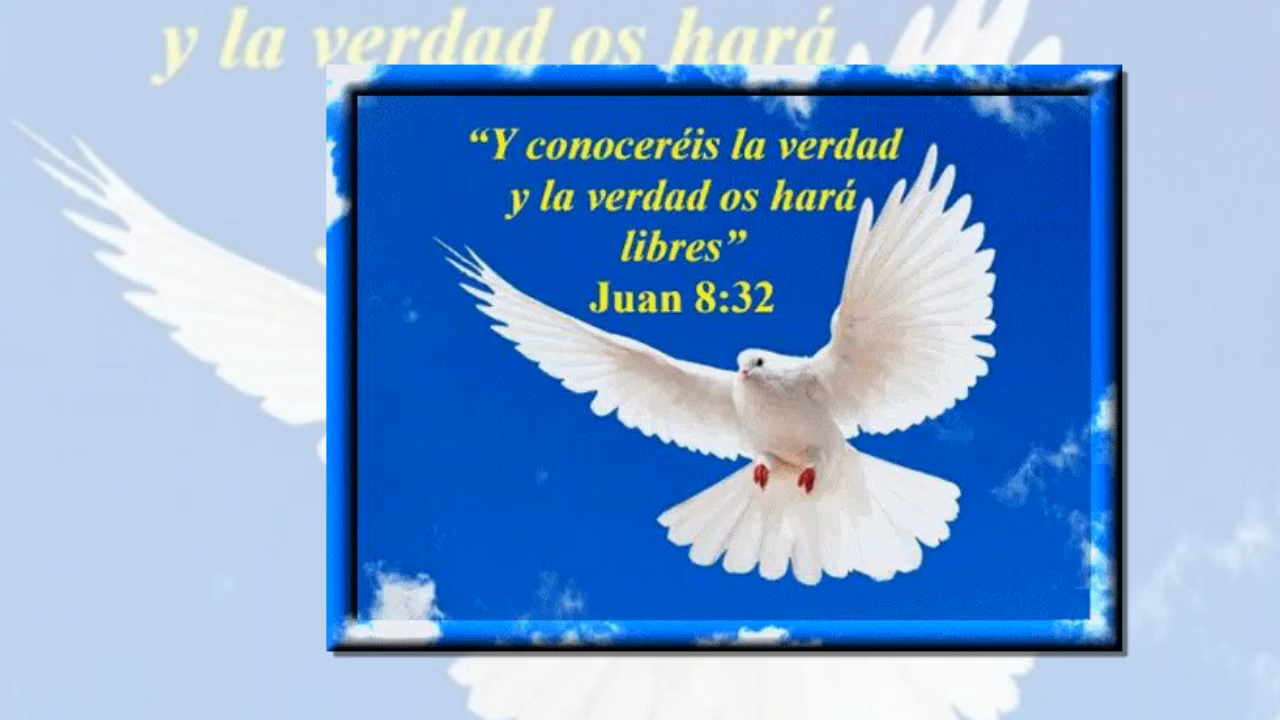 y la verdad os hará
“Y conoceréis la verdad
y la verdad os hará
libres”
Juan 8:32